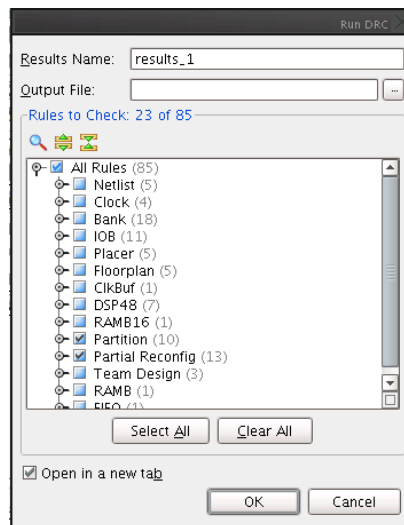 Run DRC
Results Name: results_1
Output File: ...
Rules to Check: 23 of 85
All Rules (85)
Netlist (5)
Clock (4)
Bank (18)
IOB (11)
Placer (5)
Floorplan (5)
ClkBuf (1)
DSP48 (7)
RAMB16 (1)
Partition (10)
Partial Reconfig (13)
Team Design (3)
RAMB (1)
FIFO (1)
Select All Clear All
Open in a new tab
OK Cancel